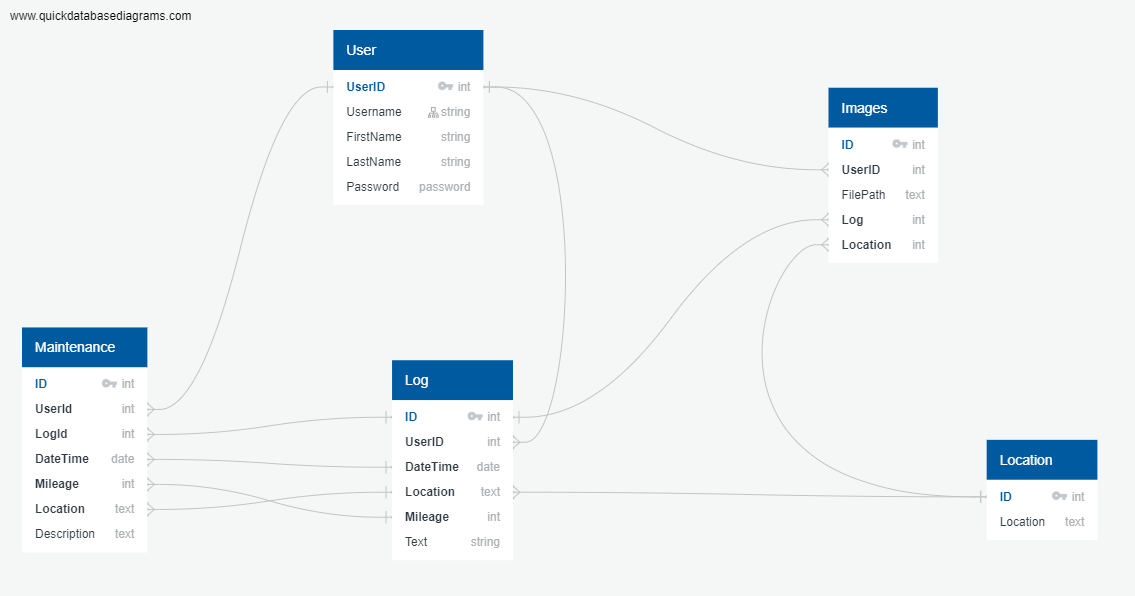 www.quickdatabasediagrams.com
User
UserID int
Username string
FirstName string
LastName string
Password password
Images
ID int
UserID int
FilePath text
Log int
Location int
Maintenance
ID int
UserId int
LogId int
DateTime date
Mileage int
Location text
Description text
Log
ID int
UserID int
DateTime date
Location text
Mileage int
Text string
Location
ID int
Location text